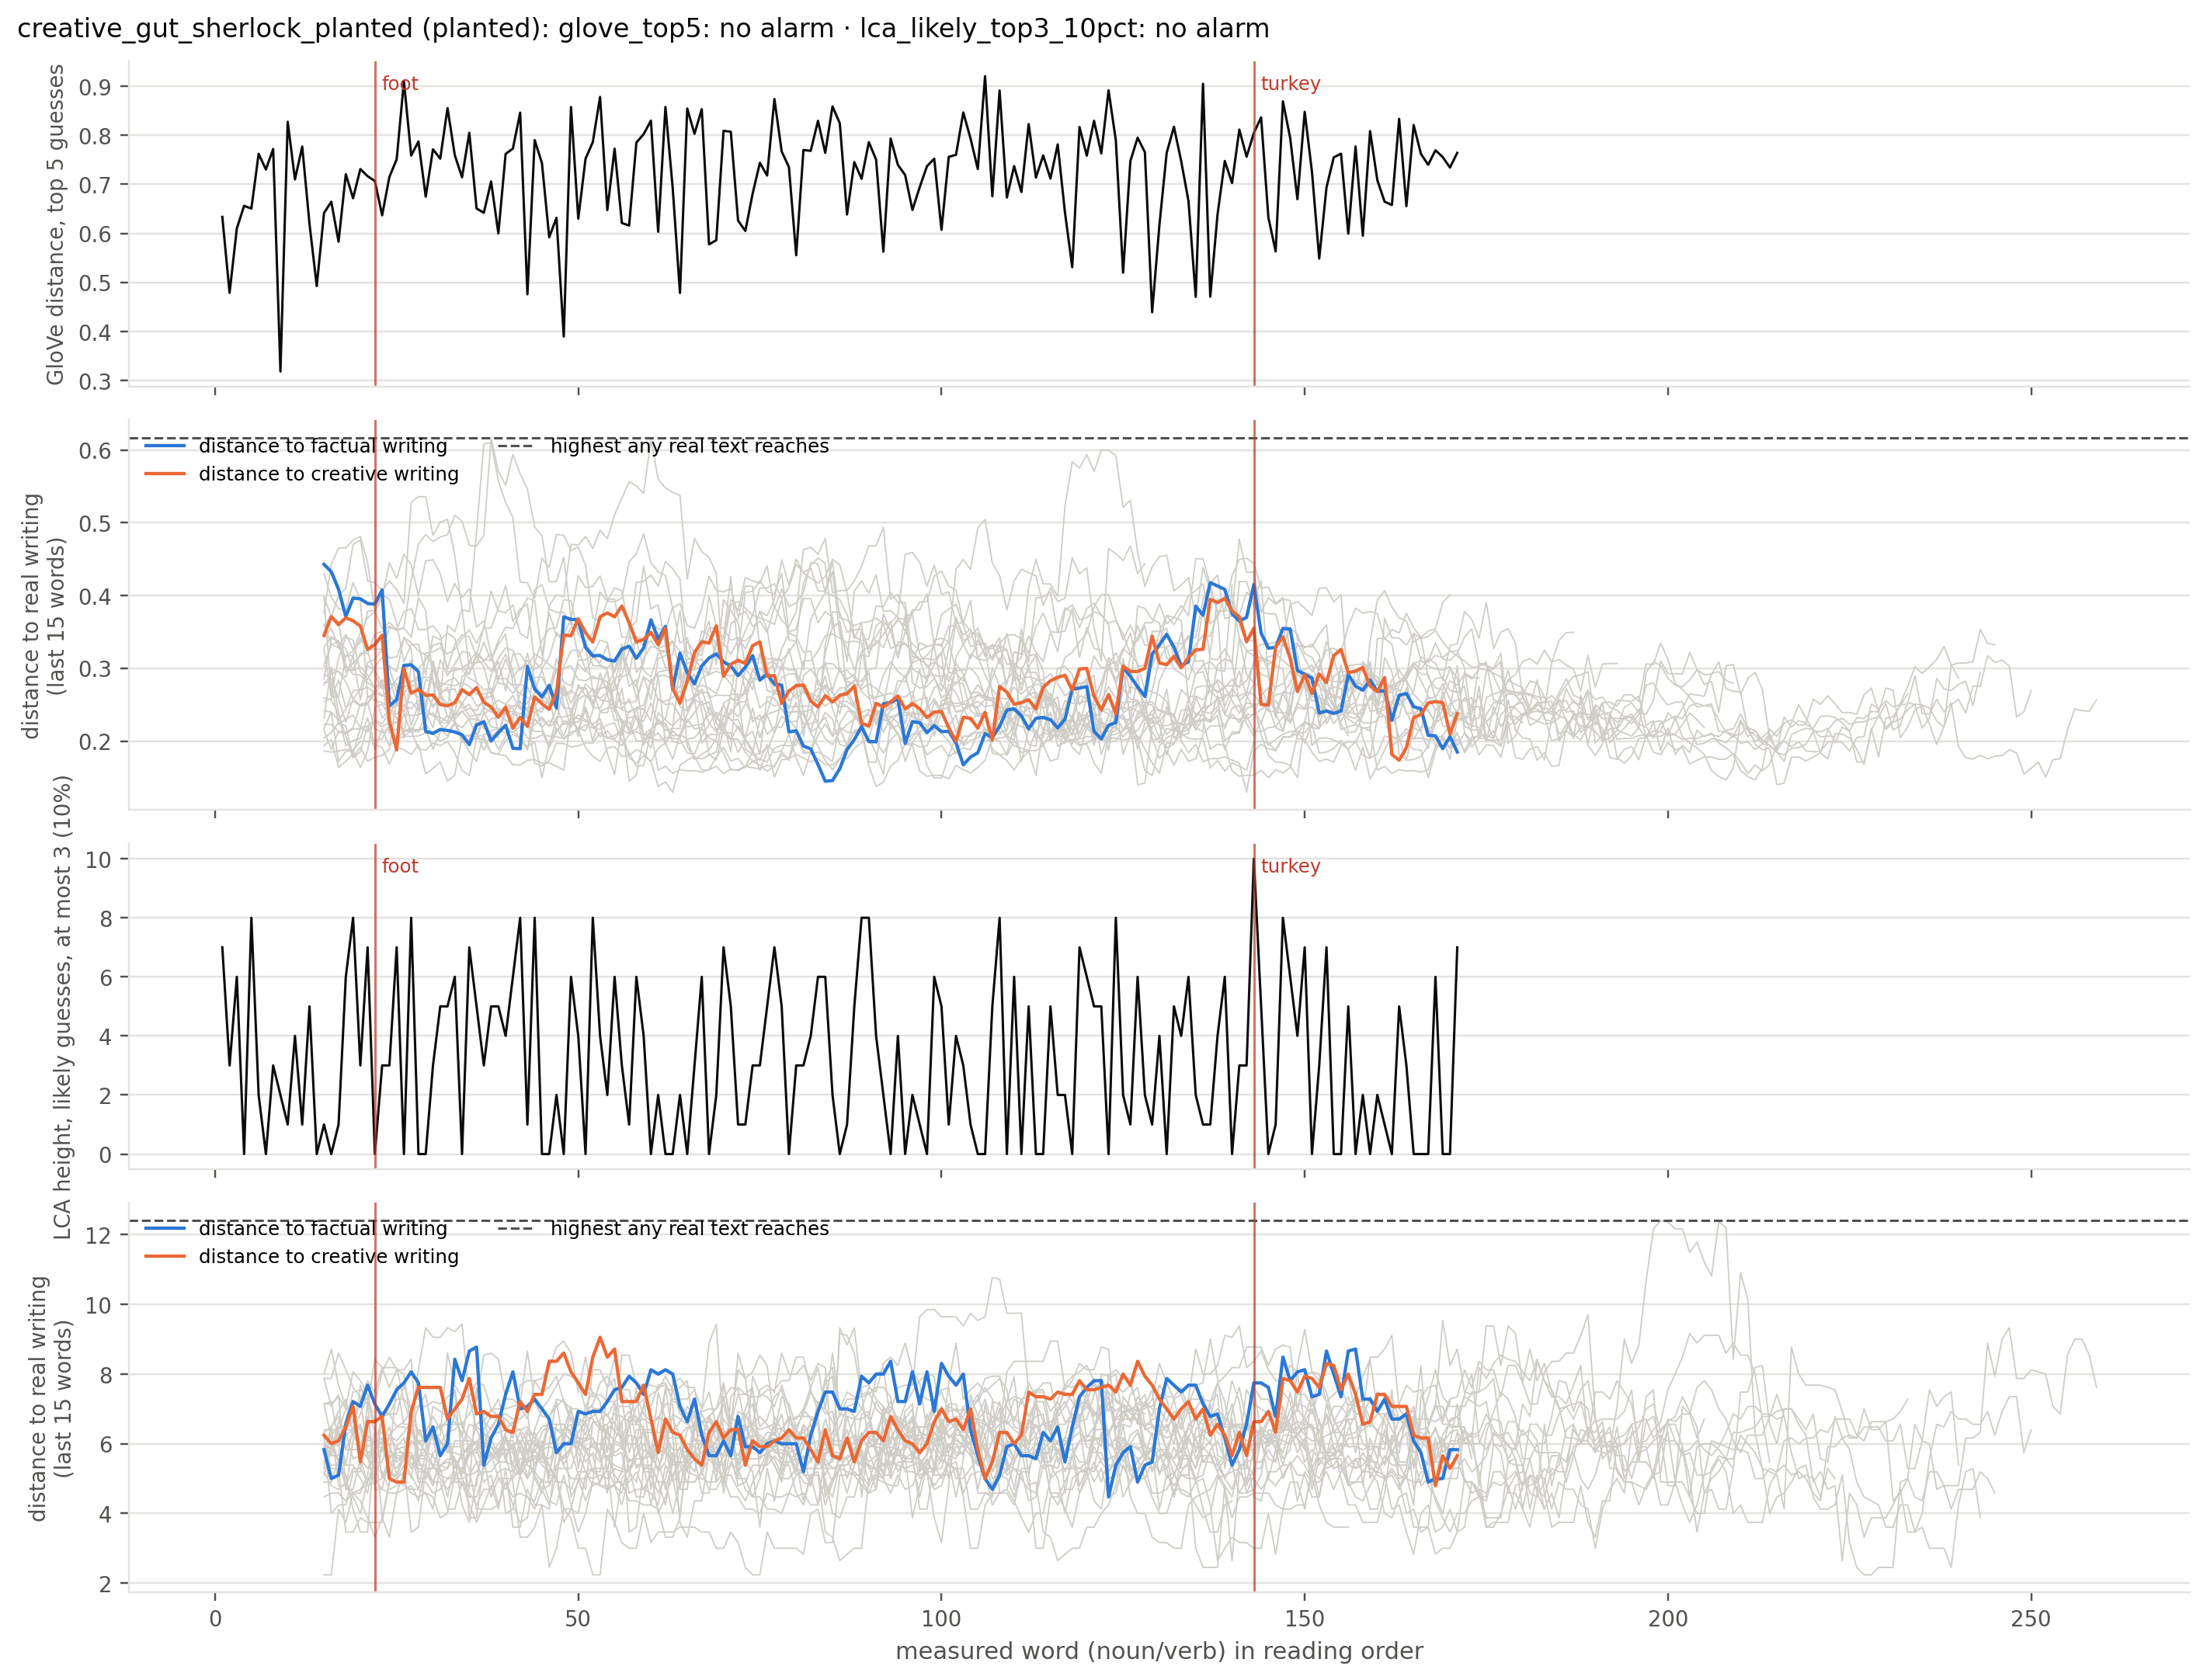 creative_gut_sherlock_planted (planted): glove_top5: no alarm · lca_likely_top3_10pct: no alarm
GloVe distance, top 5 guesses
0.9
0.8
0.7
0.6
0.5
0.4
0.3
foot
turkey
distance to real writing
(last 15 words)
0.6
0.5
0.4
0.3
0.2
distance to factual writing
distance to creative writing
highest any real text reaches
LCA height, likely guesses, at most 3 (10%)
10
8
6
4
2
0
foot
turkey
distance to real writing
(last 15 words)
12
10
8
6
4
2
distance to factual writing
distance to creative writing
highest any real text reaches
0
50
100
150
200
250
measured word (noun/verb) in reading order